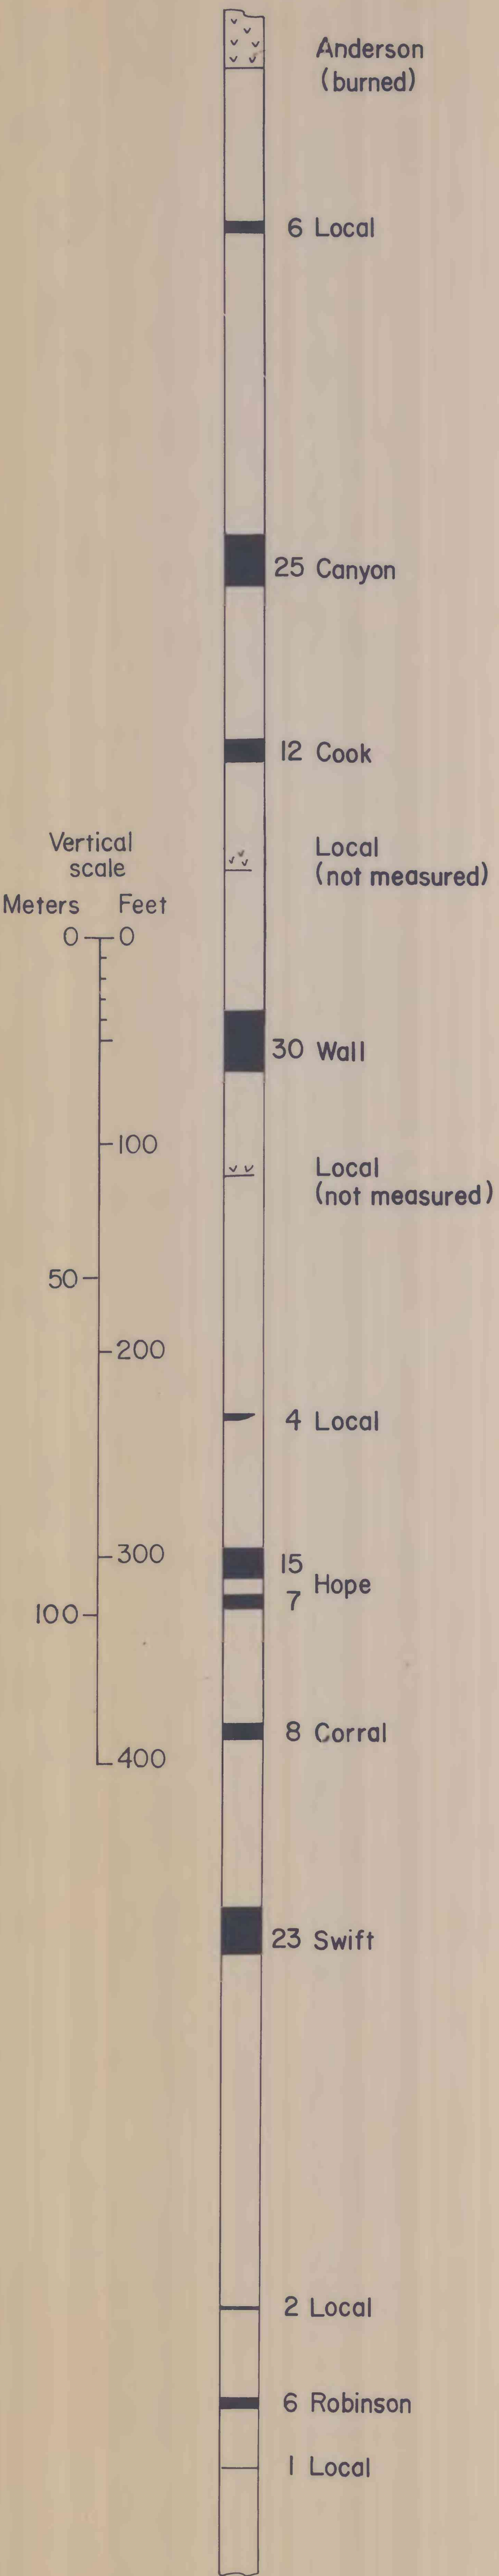 Anderson
(burned)
6 Local
25 Canyon
12 Cook
Local
(not measured)
Vertical
scale
Meters Feet
0 0
30 Wall
100
Local
(not measured)
50
200
4 Local
300
15
Hope
7
100
8 Corral
400
23 Swift
2 Local
6 Robinson
1 Local